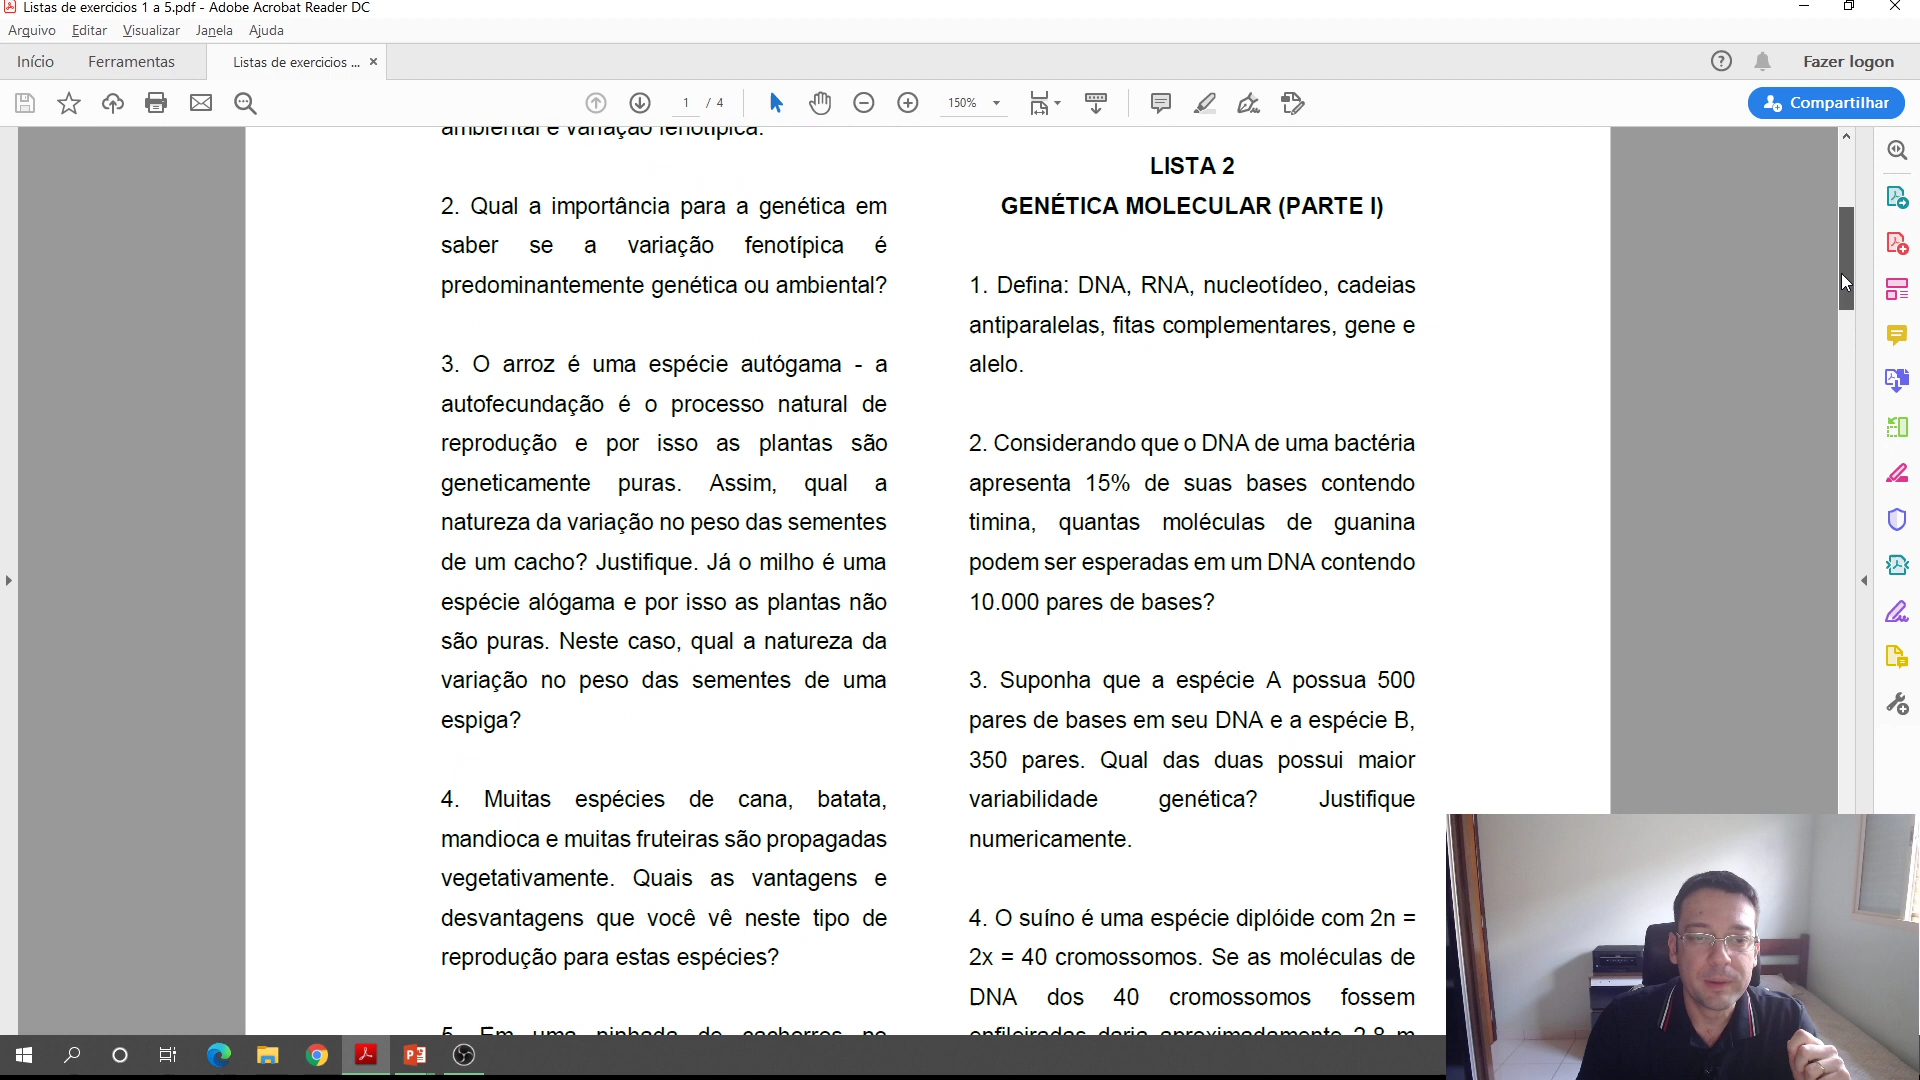 Listas de exercicios 1 a 5.pdf - Adobe Acrobat Reader DC
Arquivo Editar Visualizar Janela Ajuda
Início Ferramentas Listas de exercicios ... ×
Fazer logon
1 / 4
150%
Compartilhar
ambiental e variação fenotípica.
2. Qual a importância para a genética em
saber se a variação fenotípica é
predominantemente genética ou ambiental?
3. O arroz é uma espécie autógama - a
autofecundação é o processo natural de
reprodução e por isso as plantas são
geneticamente puras. Assim, qual a
natureza da variação no peso das sementes
de um cacho? Justifique. Já o milho é uma
espécie alógama e por isso as plantas não
são puras. Neste caso, qual a natureza da
variação no peso das sementes de uma
espiga?
4. Muitas espécies de cana, batata,
mandioca e muitas fruteiras são propagadas
vegetativamente. Quais as vantagens e
desvantagens que você vê neste tipo de
reprodução para estas espécies?
5. Em uma ninhada de cachorros no
LISTA 2
GENÉTICA MOLECULAR (PARTE I)
1. Defina: DNA, RNA, nucleotídeo, cadeias
antiparalelas, fitas complementares, gene e
alelo.
2. Considerando que o DNA de uma bactéria
apresenta 15% de suas bases contendo
timina, quantas moléculas de guanina
podem ser esperadas em um DNA contendo
10.000 pares de bases?
3. Suponha que a espécie A possua 500
pares de bases em seu DNA e a espécie B,
350 pares. Qual das duas possui maior
variabilidade genética? Justifique
numericamente.
4. O suíno é uma espécie diplóide com 2n =
2x = 40 cromossomos. Se as moléculas de
DNA dos 40 cromossomos fossem
enfileiradas daria aproximadamente 2,8 m